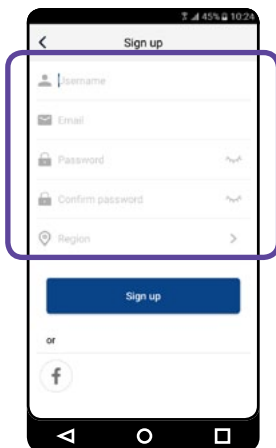 45% 10:24
Sign up
Username
Email
Password
Confirm password
Region
Sign up
or
f